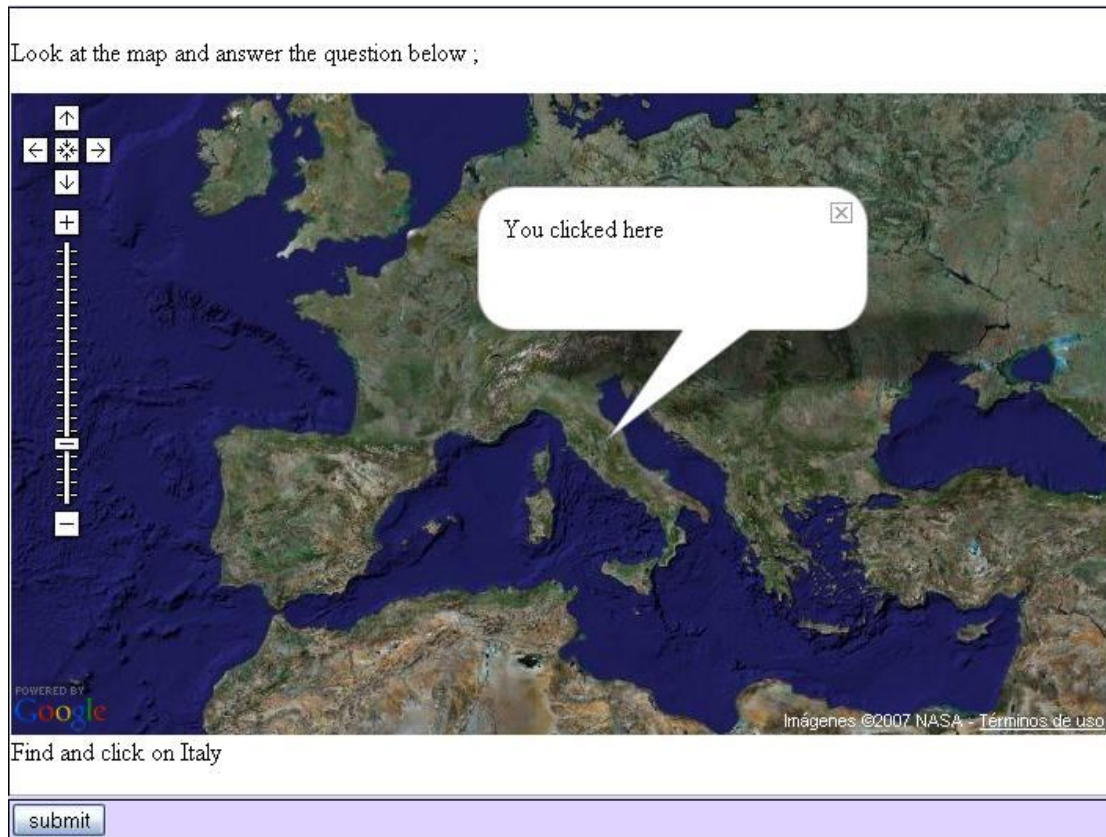 Look at the map and answer the question below ;
You clicked here
POWERED BY
Google
Imágenes ©2007 NASA - Términos de uso
Find and click on Italy
submit